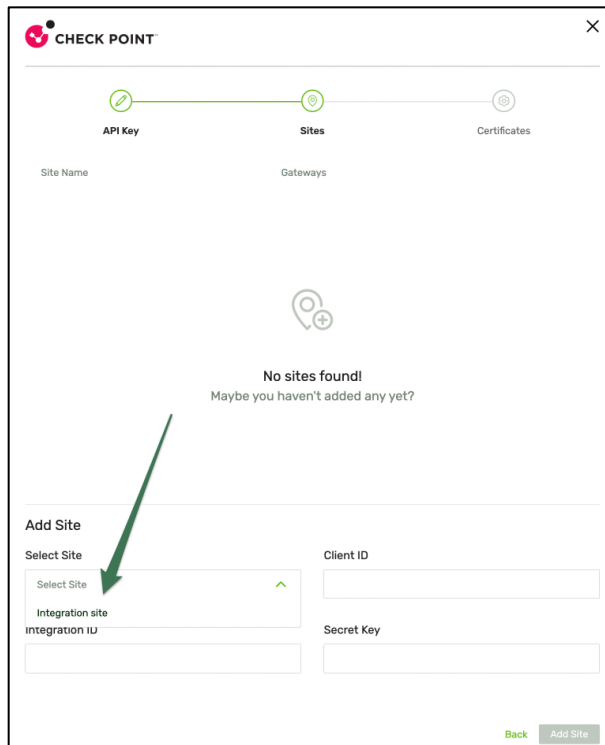 CHECK POINT™
API Key
Sites
Certificates
Site Name
Gateways
No sites found!
Maybe you haven't added any yet?
Add Site
Select Site
Client ID
Select Site
Integration site
Integration ID
Secret Key
Back
Add Site